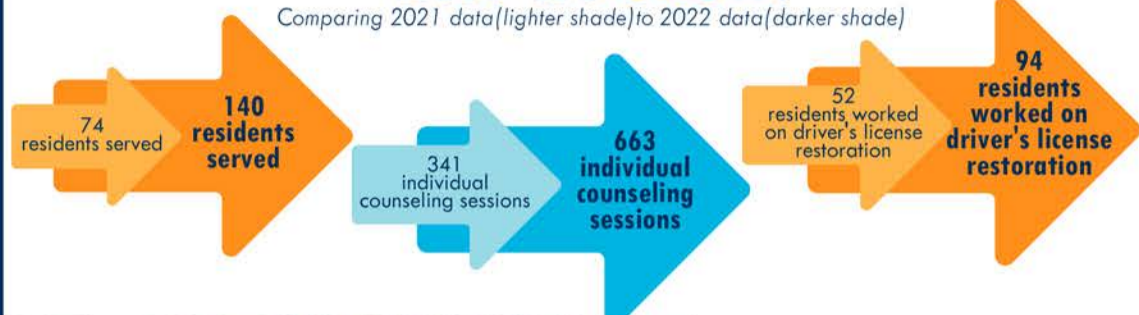 Comparing 2021 data(lighter shade)to 2022 data(darker shade)
74
residents served
140
residents
served
341
individual
counseling sessions
663
individual
counseling
sessions
52
residents worked
on driver's license
restoration
94
residents
worked on
driver's license
restoration